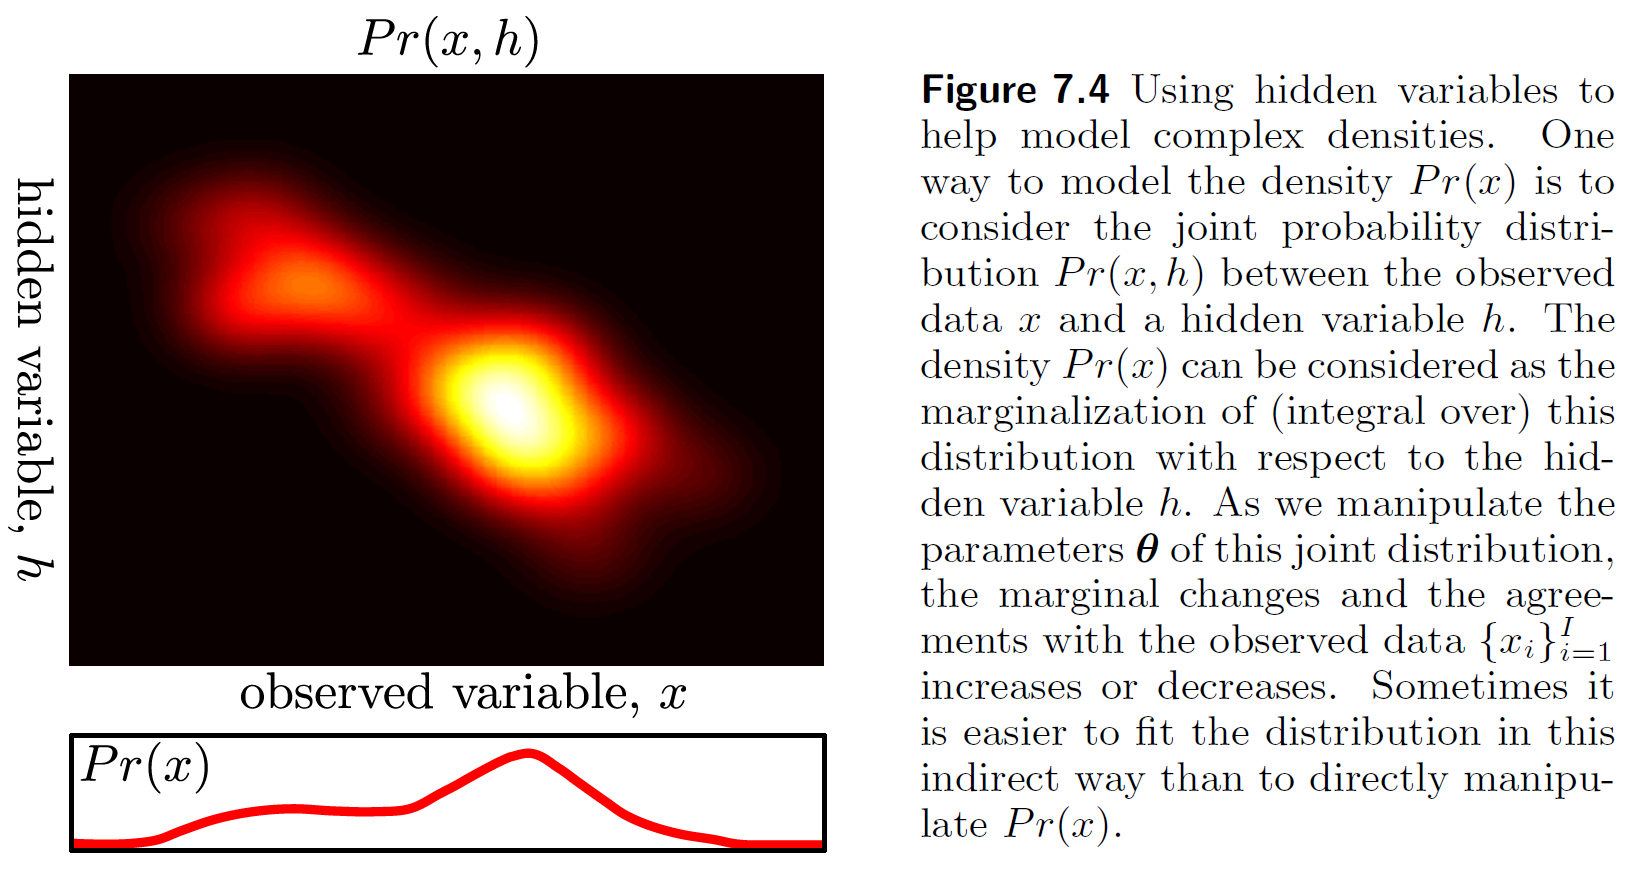 Pr(x, h)
hidden variable, h
observed variable, x
Pr(x)
Figure 7.4 Using hidden variables to
help model complex densities. One
way to model the density Pr(x) is to
consider the joint probability distri-
bution Pr(x, h) between the observed
data x and a hidden variable h. The
density Pr(x) can be considered as the
marginalization of (integral over) this
distribution with respect to the hid-
den variable h. As we manipulate the
parameters θ of this joint distribution,
the marginal changes and the agree-
ments with the observed data {xᵢ}ᴵᵢ₌₁
increases or decreases. Sometimes it
is easier to fit the distribution in this
indirect way than to directly manipu-
late Pr(x).